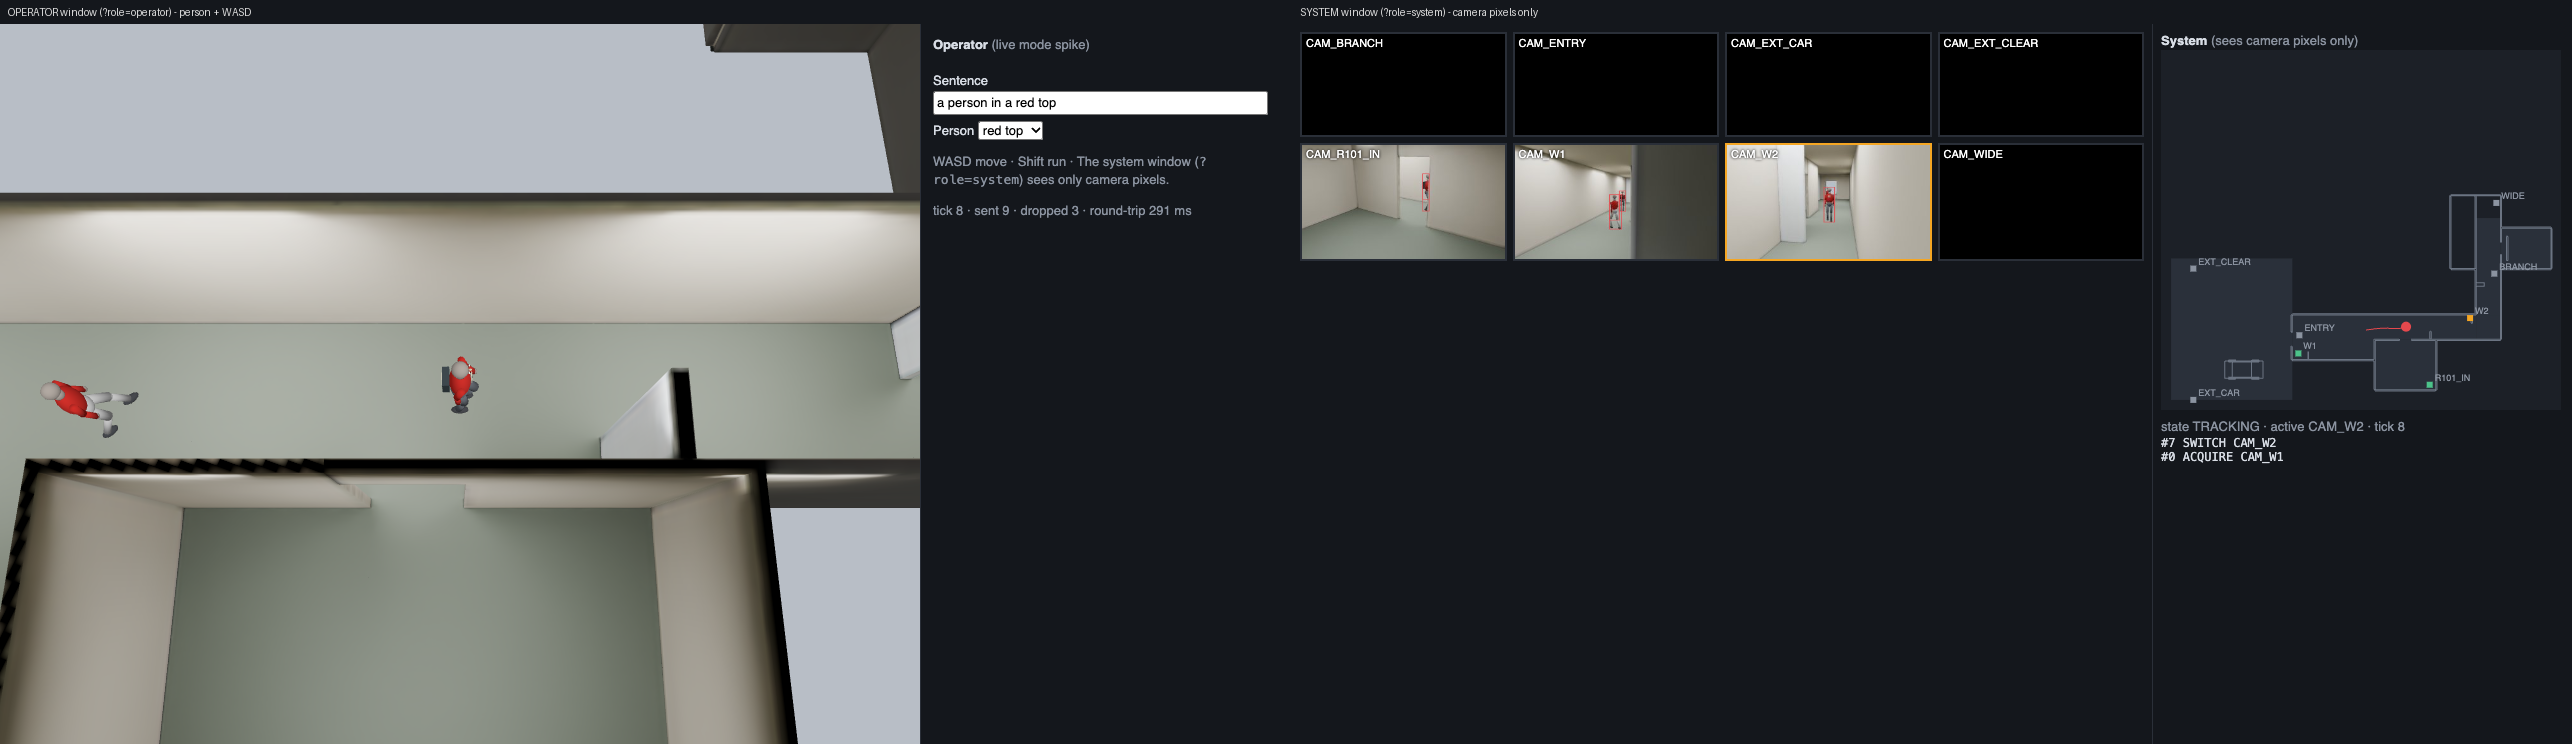 OPERATOR window (?role=operator) - person + WASD
Operator (live mode spike)
Sentence
a person in a red top
Person red top
WASD move · Shift run · The system window (?
role=system) sees only camera pixels.
tick 8 · sent 9 · dropped 3 · round-trip 291 ms
SYSTEM window (?role=system) - camera pixels only
CAM_BRANCH
CAM_ENTRY
CAM_EXT_CAR
CAM_EXT_CLEAR
CAM_R101_IN
CAM_W1
CAM_W2
CAM_WIDE
System (sees camera pixels only)
WIDE
EXT_CLEAR
BRANCH
W2
ENTRY
W1
R101_IN
EXT_CAR
state TRACKING · active CAM_W2 · tick 8
#7 SWITCH CAM_W2
#0 ACQUIRE CAM_W1